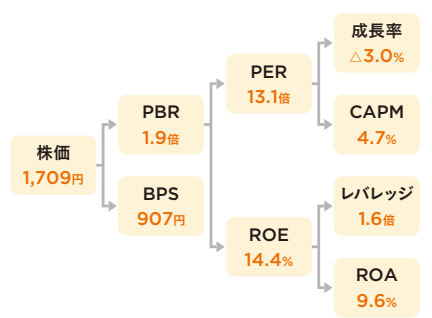 株価
1,709円
PBR
1.9倍
BPS
907円
PER
13.1倍
ROE
14.4%
成長率
△3.0%
CAPM
4.7%
レバレッジ
1.6倍
ROA
9.6%